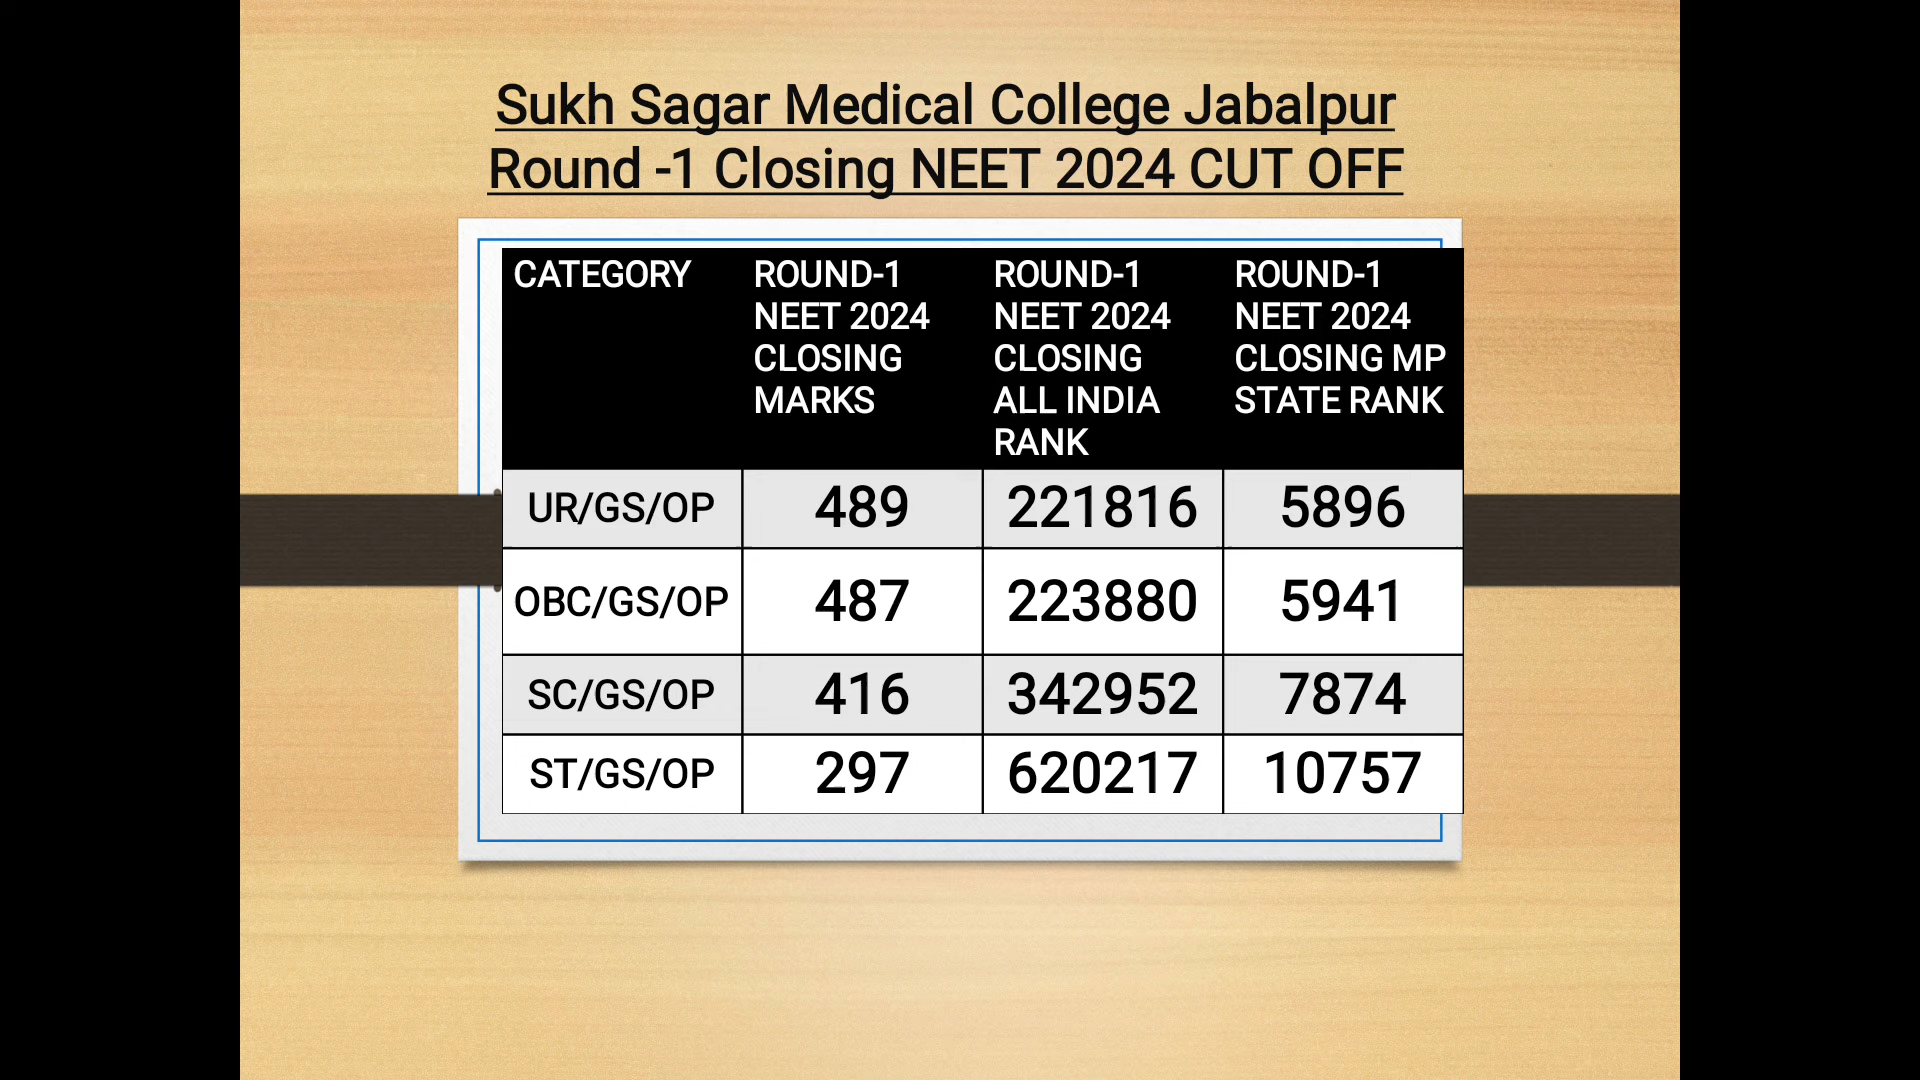 Sukh Sagar Medical College Jabalpur
Round -1 Closing NEET 2024 CUT OFF
CATEGORY
ROUND-1
NEET 2024
CLOSING
MARKS
ROUND-1
NEET 2024
CLOSING
ALL INDIA
RANK
ROUND-1
NEET 2024
CLOSING MP
STATE RANK
UR/GS/OP 489 221816 5896
OBC/GS/OP 487 223880 5941
SC/GS/OP 416 342952 7874
ST/GS/OP 297 620217 10757